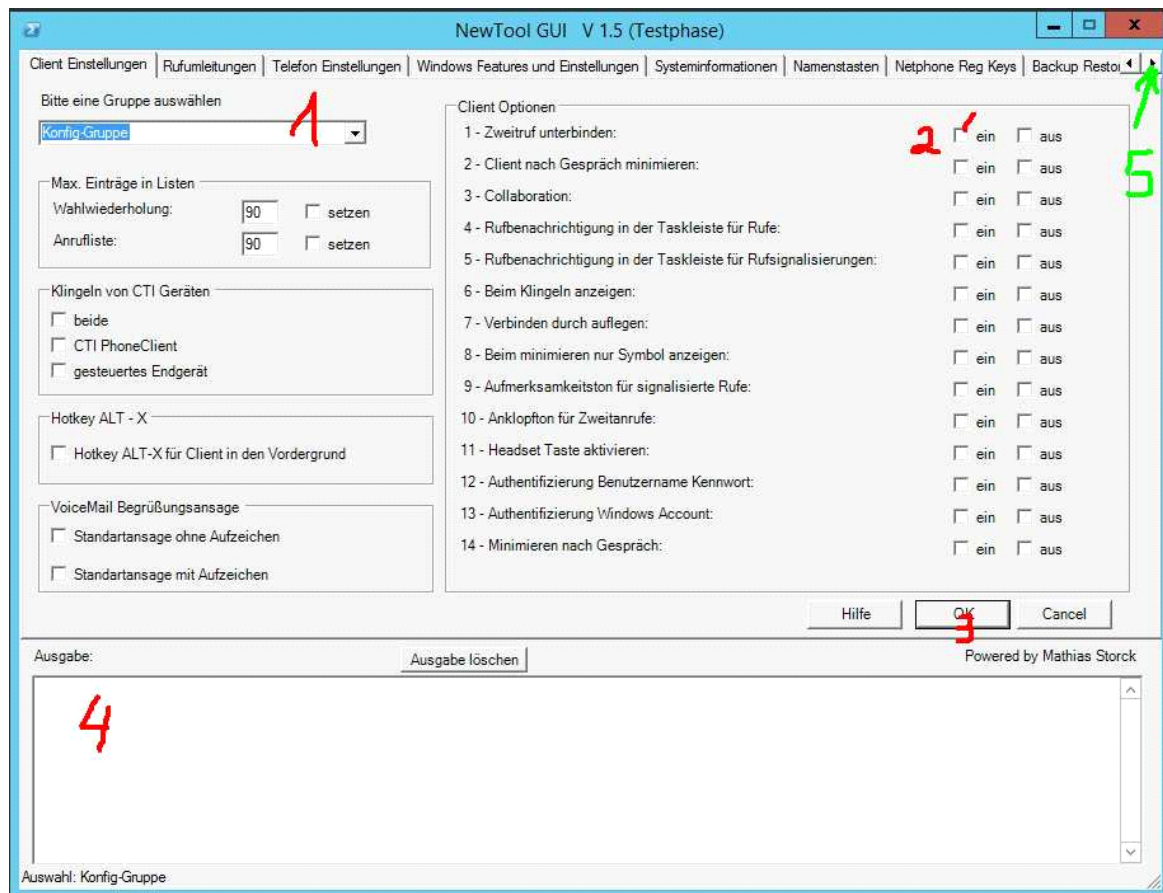 NewTool GUI V 1.5 (Testphase)
Client Einstellungen Rufumleitungen Telefon Einstellungen Windows Features und Einstellungen Systeminformationen Namenstasten Netphone Reg Keys Backup Restor
5
Bitte eine Gruppe auswählen
1
Konfig-Gruppe
Max. Einträge in Listen
Wahlwiederholung: 90 setzen
Anrufliste: 90 setzen
Klingeln von CTI Geräten
beide
CTI PhoneClient
gesteuertes Endgerät
Hotkey ALT - X
Hotkey ALT-X für Client in den Vordergrund
VoiceMail Begrüßungsansage
Standartansage ohne Aufzeichen
Standartansage mit Aufzeichen
Client Optionen
1 - Zweitruf unterbinden: 2 ein aus
2 - Client nach Gespräch minimieren: ein aus
3 - Collaboration: ein aus
4 - Rufbenachrichtigung in der Taskleiste für Rufe: ein aus
5 - Rufbenachrichtigung in der Taskleiste für Rufsignalisierungen: ein aus
6 - Beim Klingeln anzeigen: ein aus
7 - Verbinden durch auflegen: ein aus
8 - Beim minimieren nur Symbol anzeigen: ein aus
9 - Aufmerksamkeitston für signalisierte Rufe: ein aus
10 - Anklopfton für Zweitanrufe: ein aus
11 - Headset Taste aktivieren: ein aus
12 - Authentifizierung Benutzername Kennwort: ein aus
13 - Authentifizierung Windows Account: ein aus
14 - Minimieren nach Gespräch: ein aus
Hilfe OK Cancel
3
Ausgabe: Ausgabe löschen Powered by Mathias Storck
4
Auswahl: Konfig-Gruppe